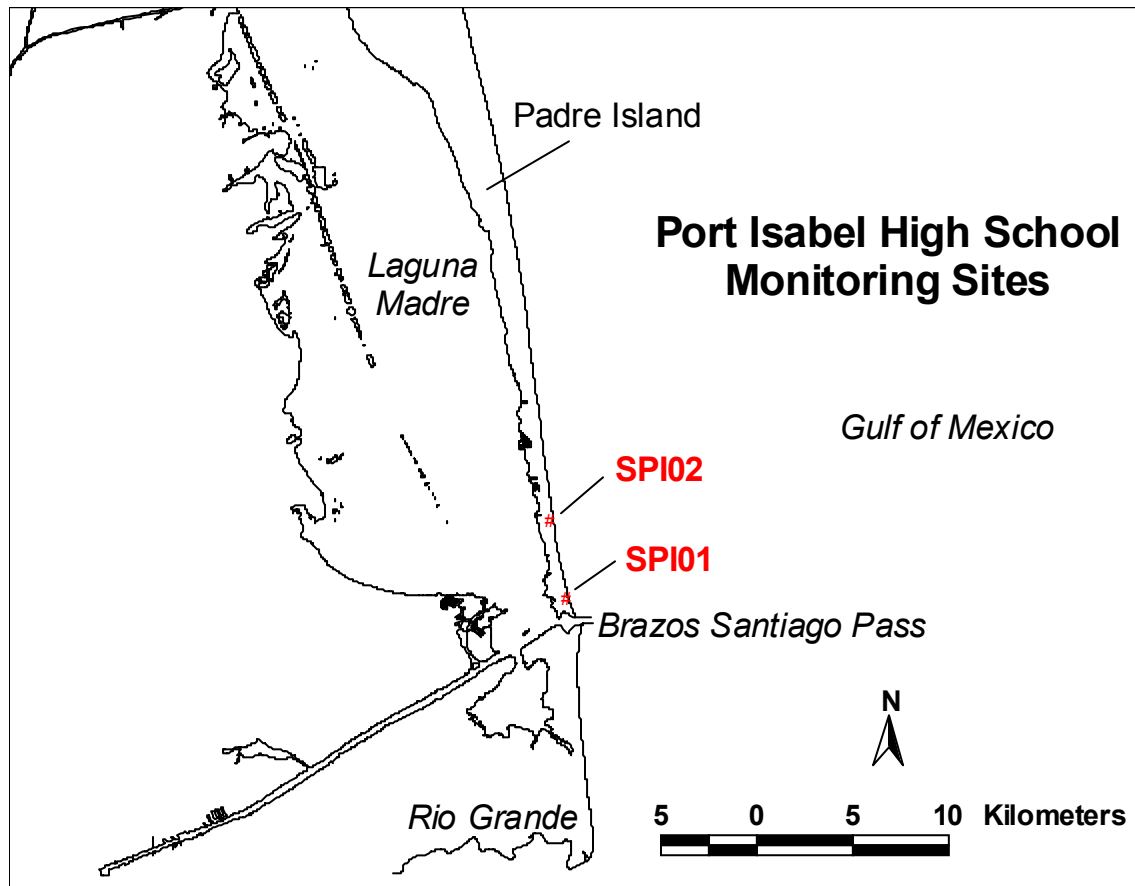 Padre Island
Port Isabel High School
Monitoring Sites
Laguna
Madre
Gulf of Mexico
SPI02
#
SPI01
#
Brazos Santiago Pass
N
Rio Grande
5 0 5 10 Kilometers